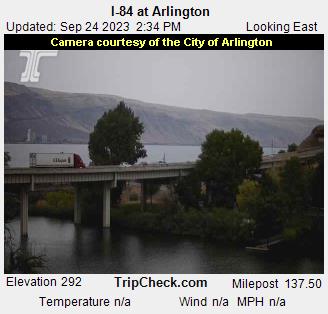 I-84 at Arlington
Updated: Sep 24 2023 2:34 PM Looking East
Camera courtesy of the City of Arlington
Elevation 292 TripCheck.com Milepost 137.50
Temperature n/a Wind n/a MPH n/a